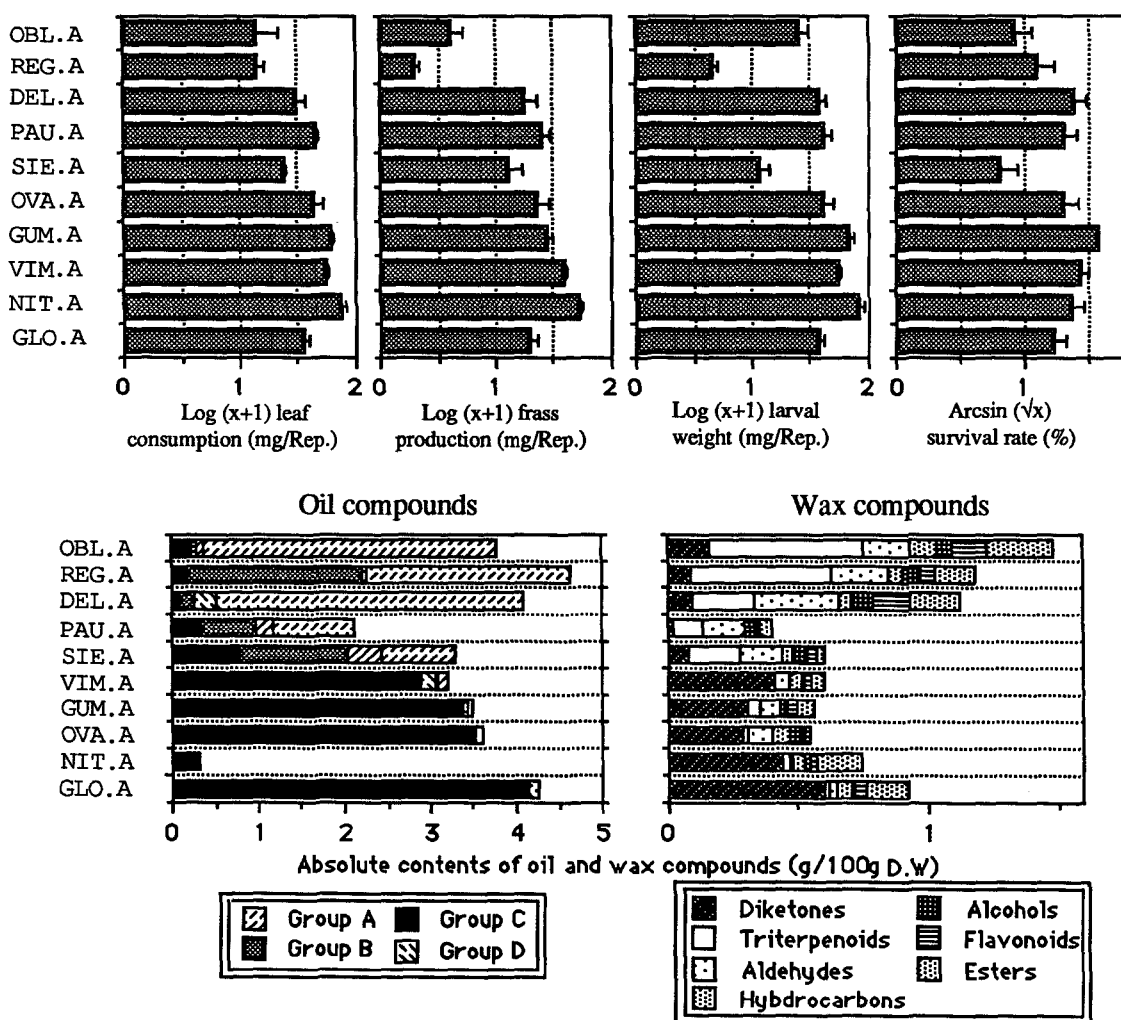 OBL.A
REG.A
DEL.A
PAU.A
SIE.A
OVA.A
GUM.A
VIM.A
NIT.A
GLO.A
0 1 2 0 1 2 0 1 2 0 1
Log (x+1) leaf consumption (mg/Rep.)
Log (x+1) frass production (mg/Rep.)
Log (x+1) larval weight (mg/Rep.)
Arcsin (√x) survival rate (%)
Oil compounds
Wax compounds
OBL.A
REG.A
DEL.A
PAU.A
SIE.A
VIM.A
GUM.A
OVA.A
NIT.A
GLO.A
0 1 2 3 4 5 0 1
Absolute contents of oil and wax compounds (g/100g D.W)
Group A Group C
Group B Group D
Diketones Alcohols
Triterpenoids Flavonoids
Aldehydes Esters
Hybdrocarbons